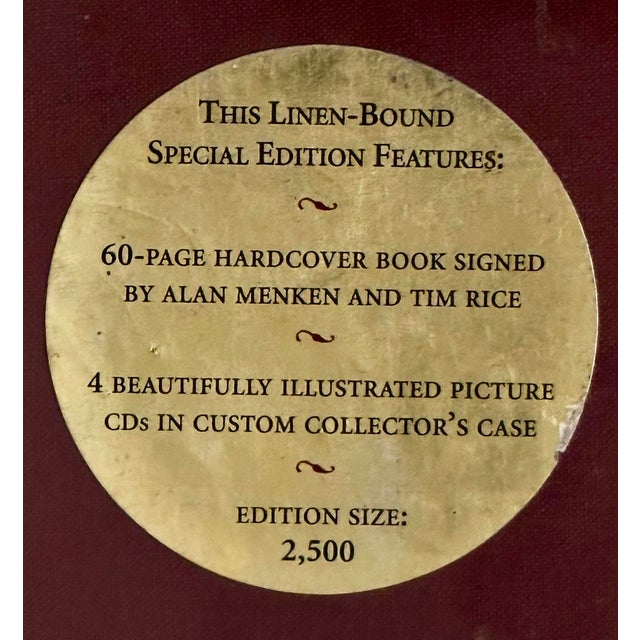 This Linen-Bound
Special Edition Features:
60-page hardcover book signed
by Alan Menken and Tim Rice
4 beautifully illustrated picture
CDs in custom collector's case
edition size:
2,500